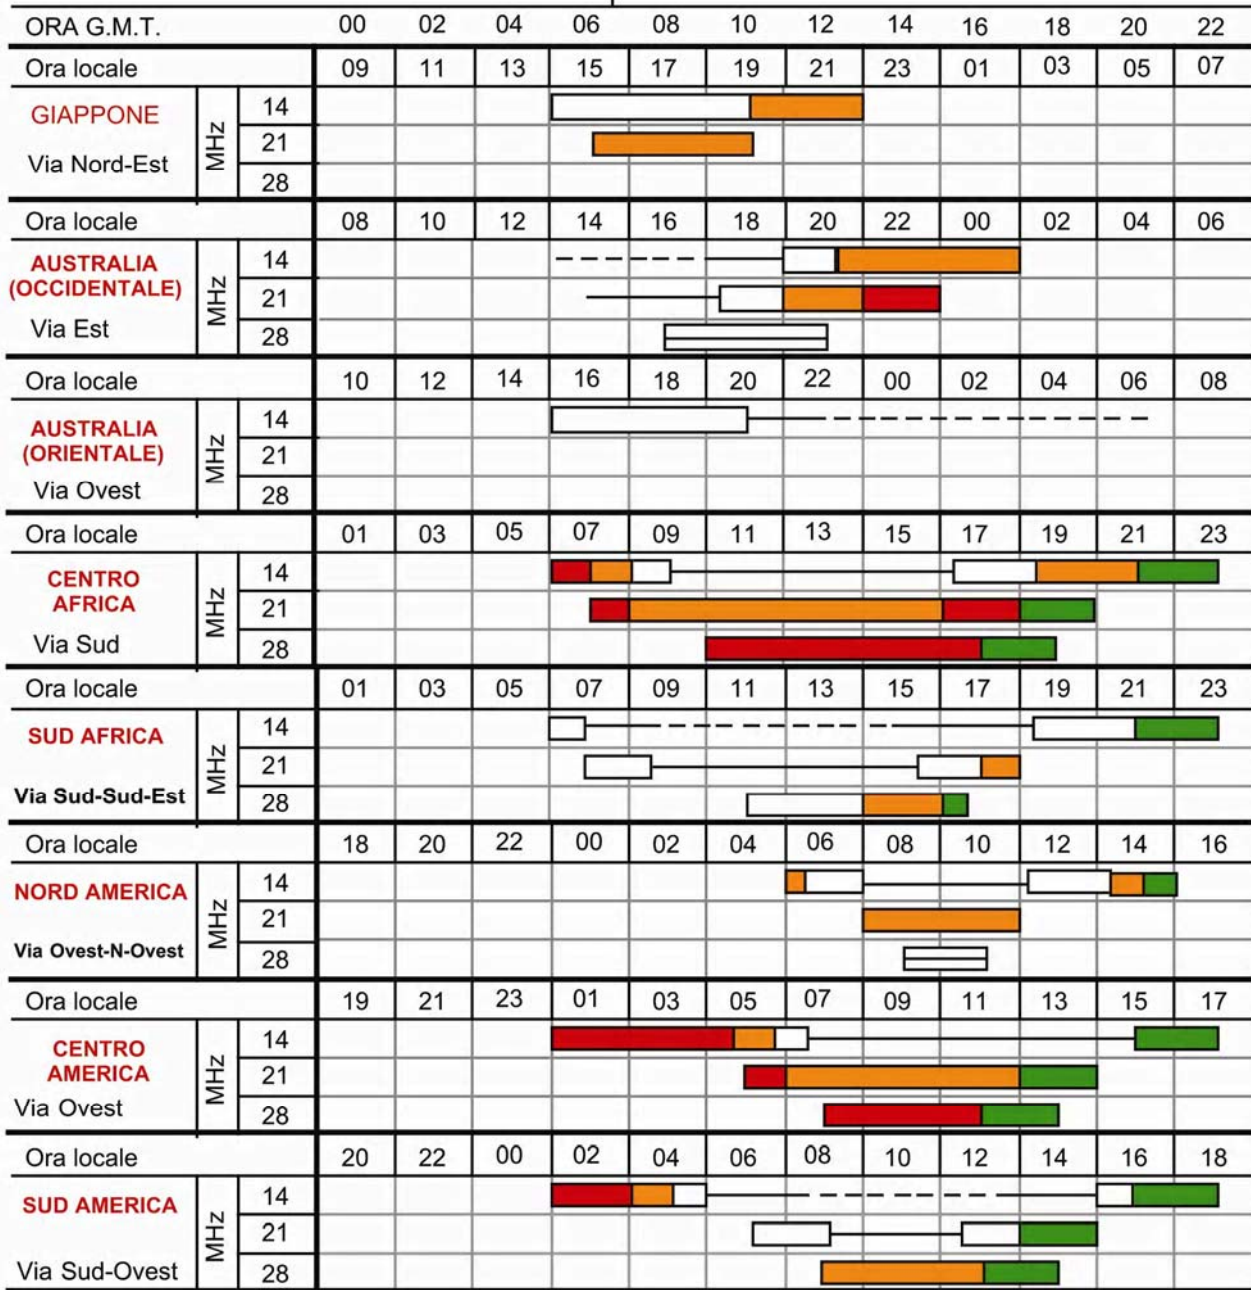 ORA G.M.T. 00 02 04 06 08 10 12 14 16 18 20 22
Ora locale 09 11 13 15 17 19 21 23 01 03 05 07
GIAPPONE
Via Nord-Est
MHz
14
21
28
Ora locale 08 10 12 14 16 18 20 22 00 02 04 06
AUSTRALIA
(OCCIDENTALE)
Via Est
MHz
14
21
28
Ora locale 10 12 14 16 18 20 22 00 02 04 06 08
AUSTRALIA
(ORIENTALE)
Via Ovest
MHz
14
21
28
Ora locale 01 03 05 07 09 11 13 15 17 19 21 23
CENTRO
AFRICA
Via Sud
MHz
14
21
28
Ora locale 01 03 05 07 09 11 13 15 17 19 21 23
SUD AFRICA
Via Sud-Sud-Est
MHz
14
21
28
Ora locale 18 20 22 00 02 04 06 08 10 12 14 16
NORD AMERICA
Via Ovest-N-Ovest
MHz
14
21
28
Ora locale 19 21 23 01 03 05 07 09 11 13 15 17
CENTRO
AMERICA
Via Ovest
MHz
14
21
28
Ora locale 20 22 00 02 04 06 08 10 12 14 16 18
SUD AMERICA
Via Sud-Ovest
MHz
14
21
28